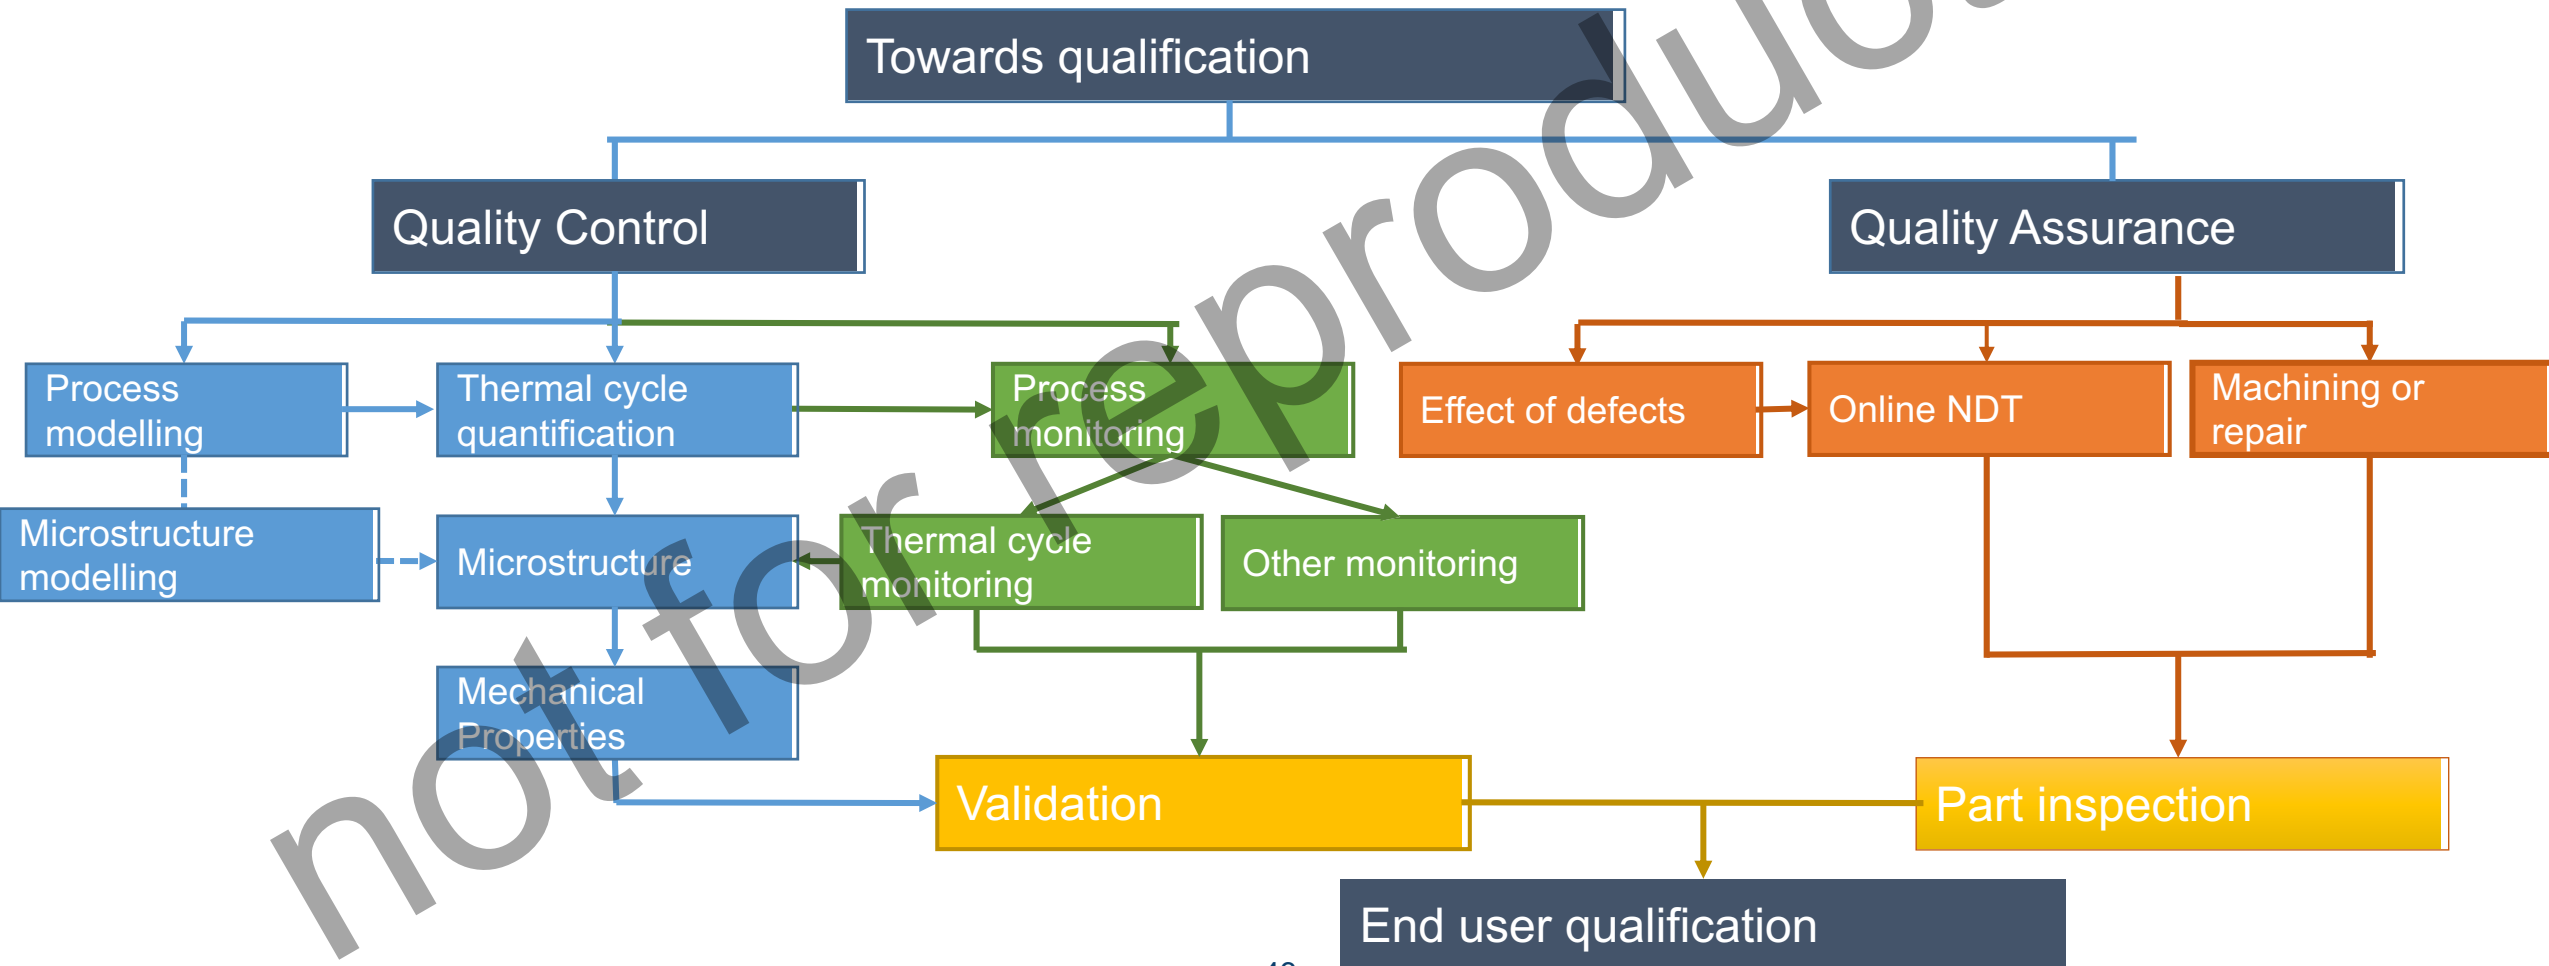 Towards qualification
Quality Control
Quality Assurance
Process
modelling
Thermal cycle
quantification
Process
monitoring
Effect of defects
Online NDT
Machining or
repair
Microstructure
modelling
Microstructure
Thermal cycle
monitoring
Other monitoring
Mechanical
Properties
Validation
Part inspection
End user qualification
not for reproduc